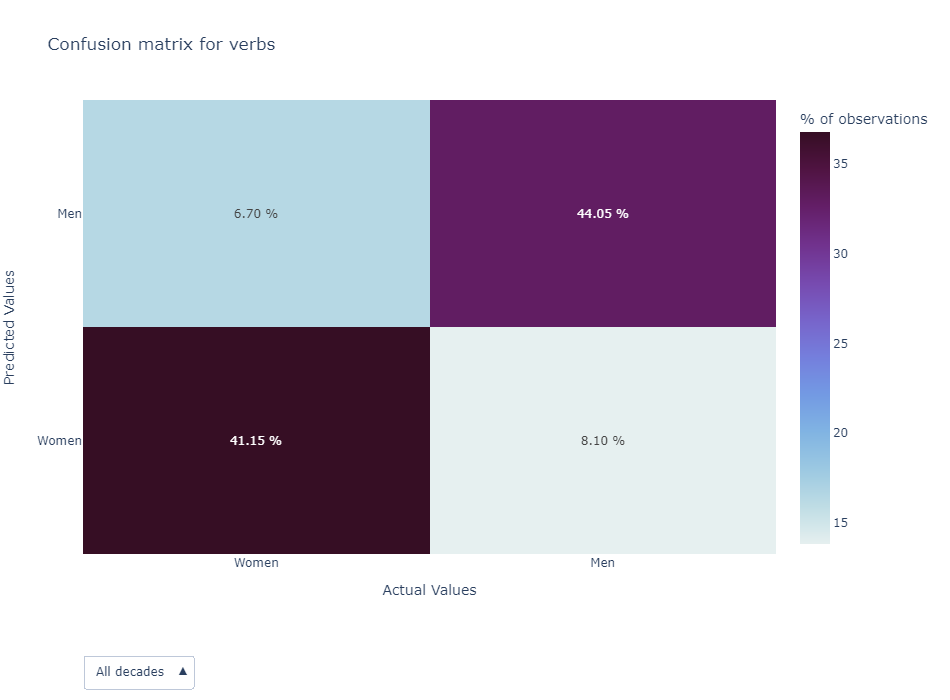 Confusion matrix for verbs
% of observations
35
30
25
20
15
Predicted Values
Men
6.70 %
44.05 %
Women
41.15 %
8.10 %
Women
Men
Actual Values
All decades ▲